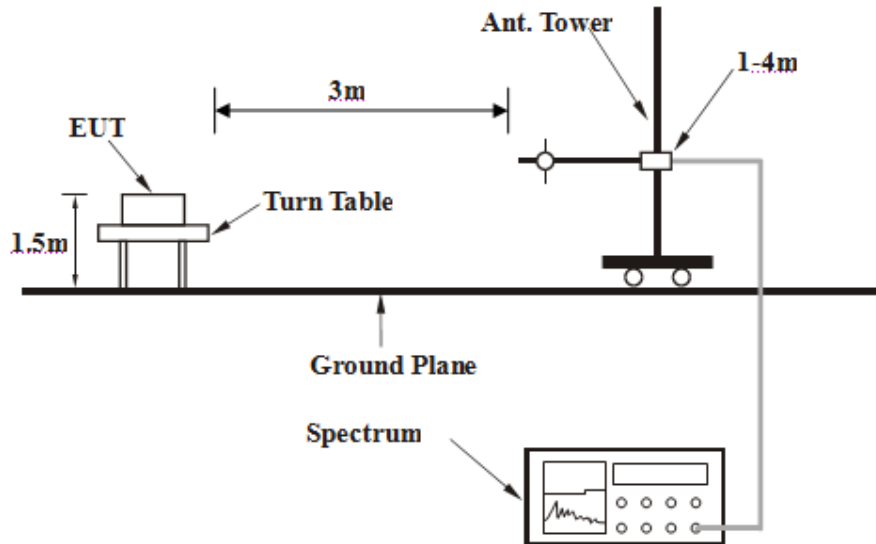 Ant. Tower
1-4m
3m
EUT
Turn Table
1.5m
Ground Plane
Spectrum